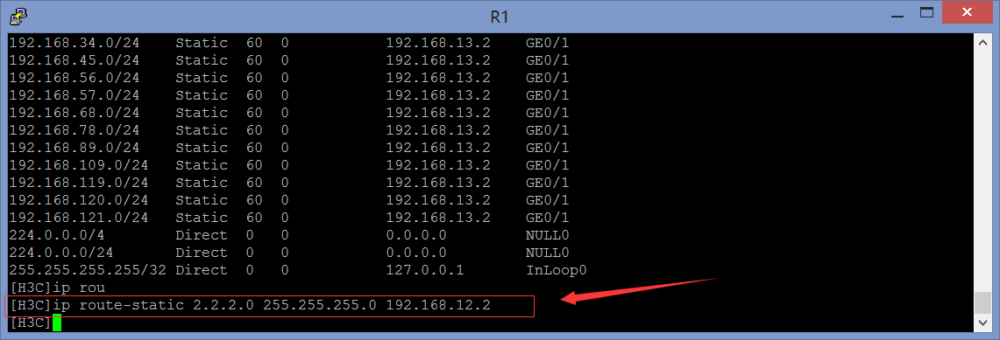 R1
192.168.34.0/24 Static 60 0 192.168.13.2 GE0/1
192.168.45.0/24 Static 60 0 192.168.13.2 GE0/1
192.168.56.0/24 Static 60 0 192.168.13.2 GE0/1
192.168.57.0/24 Static 60 0 192.168.13.2 GE0/1
192.168.68.0/24 Static 60 0 192.168.13.2 GE0/1
192.168.78.0/24 Static 60 0 192.168.13.2 GE0/1
192.168.89.0/24 Static 60 0 192.168.13.2 GE0/1
192.168.109.0/24 Static 60 0 192.168.13.2 GE0/1
192.168.119.0/24 Static 60 0 192.168.13.2 GE0/1
192.168.120.0/24 Static 60 0 192.168.13.2 GE0/1
192.168.121.0/24 Static 60 0 192.168.13.2 GE0/1
224.0.0.0/4 Direct 0 0 0.0.0.0 NULL0
224.0.0.0/24 Direct 0 0 0.0.0.0 NULL0
255.255.255.255/32 Direct 0 0 127.0.0.1 InLoop0
[H3C]ip rou
[H3C]ip route-static 2.2.2.0 255.255.255.0 192.168.12.2
[H3C]